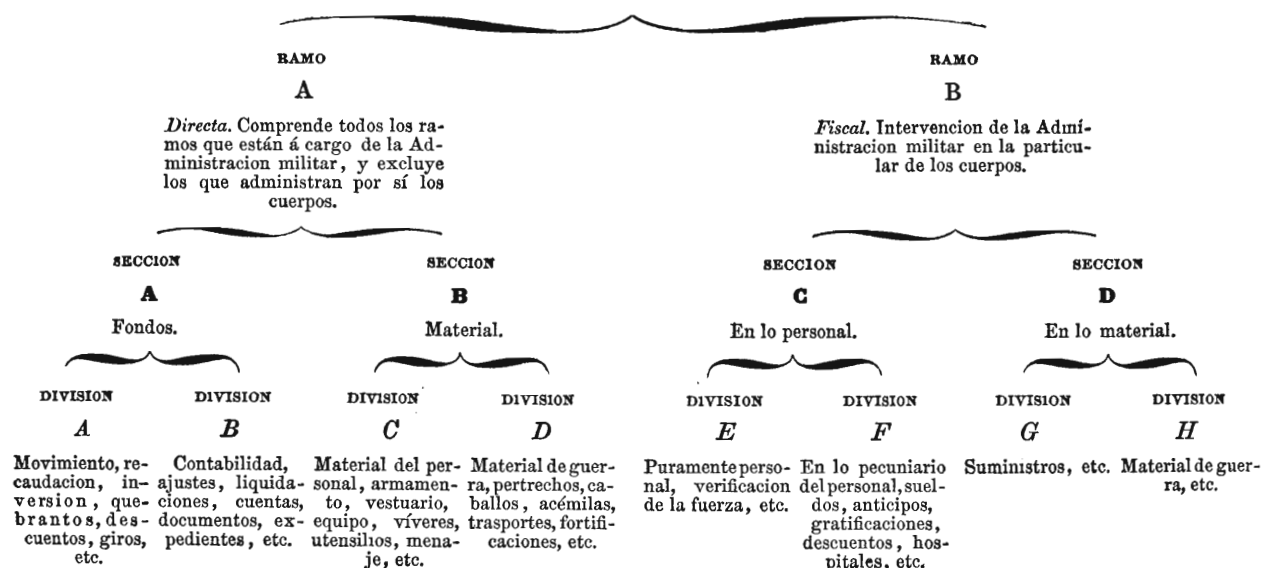 RAMO
A
Directa. Comprende todos los ra-
mos que están á cargo de la Ad-
ministracion militar, y excluye
los que administran por sí los
cuerpos.
RAMO
B
Fiscal. Intervencion de la Admi-
nistracion militar en la particu-
lar de los cuerpos.
SECCION
A
Fondos.
SECCION
B
Material.
SECCION
C
En lo personal.
SECCION
D
En lo material.
DIVISION
A
Movimiento, re-
caudacion, in-
version, que-
brantos, des-
cuentos, giros,
etc.
DIVISION
B
Contabilidad,
ajustes, liquida-
ciones, cuentas,
documentos, ex-
pedientes, etc.
DIVISION
C
Material del per-
sonal, armamen-
to, vestuario,
equipo, víveres,
utensilios, mena-
je, etc.
DIVISION
D
Material de guer-
ra, pertrechos, ca-
ballos, acémilas,
trasportes, fortifi-
caciones, etc.
DIVISION
E
Puramente perso-
nal, verificacion
de la fuerza, etc.
DIVISION
F
En lo pecuniario
del personal, suel-
dos, anticipos,
gratificaciones,
descuentos, hos-
pitales, etc.
DIVISION
G
Suministros, etc.
DIVISION
H
Material de guer-
ra, etc.